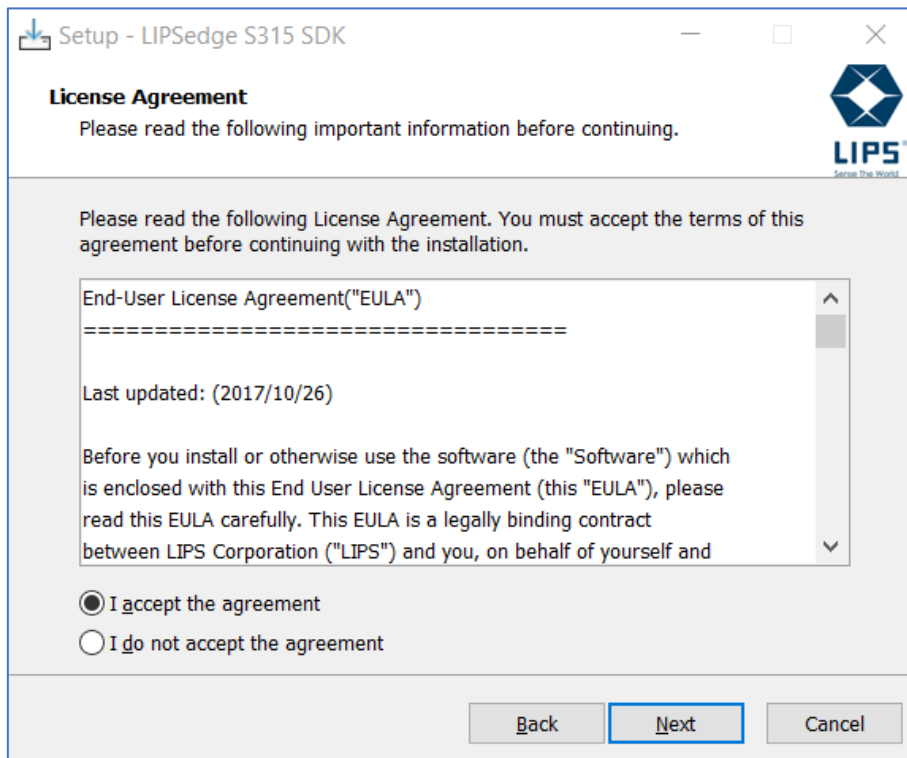 Setup - LIPSedge S315 SDK
License Agreement
Please read the following important information before continuing.
LIPS
Sense The World
Please read the following License Agreement. You must accept the terms of this
agreement before continuing with the installation.
End-User License Agreement("EULA")
==================================
Last updated: (2017/10/26)
Before you install or otherwise use the software (the "Software") which
is enclosed with this End User License Agreement (this "EULA"), please
read this EULA carefully. This EULA is a legally binding contract
between LIPS Corporation ("LIPS") and you, on behalf of yourself and
I accept the agreement
I do not accept the agreement
Back Next Cancel